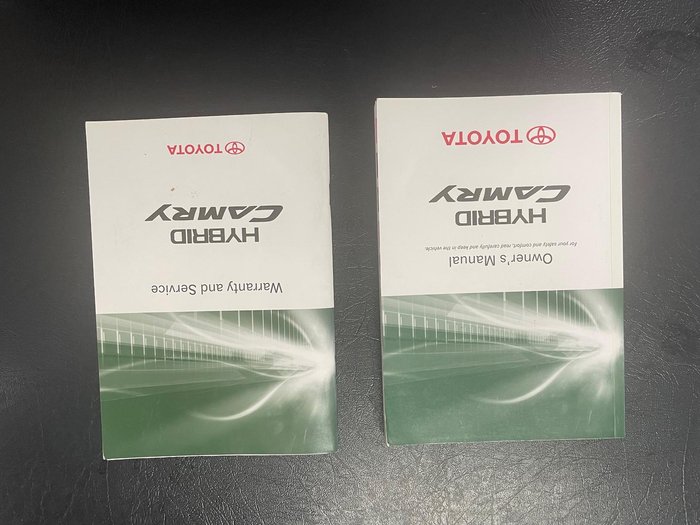 Owner's Manual
For your safety and comfort, read carefully and keep in the vehicle.
HYBRID
CAMRY
TOYOTA
Warranty and Service
HYBRID
CAMRY
TOYOTA